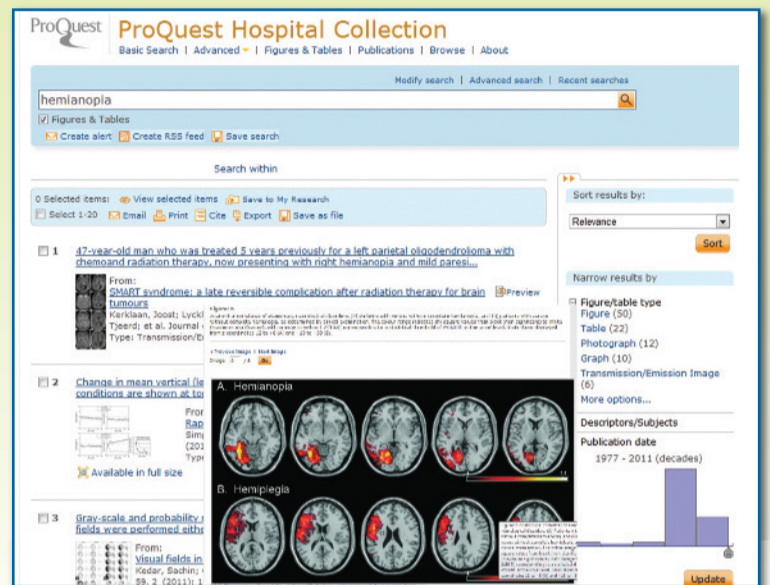 ProQuest
ProQuest Hospital Collection
Basic Search | Advanced | Figures & Tables | Publications | Browse | About
Modify search | Advanced search | Recent searches
hemianopia
Figures & Tables
Create alert Create RSS feed Save search
Search within
0 Selected items: View selected items Save to My Research
Select 1-20 Email Print Cite Export Save as file
1 47-year-old man who was treated 5 years previously for a left parietal oligodendrolioma with
chemoand radiation therapy, now presenting with right hemianopia and mild paresi...
From:
SMART syndrome: a late reversible complication after radiation therapy for brain
tumours
Preview
Kerklaan, Joost; Lyckl
Tjeerd; et al. Journal
Type: Transmission/E
2 Change in mean vertical (le
conditions are shown at to
From
Rap
Sim
(201
Type
Available in full size
3 Gray-scale and probability
fields were performed eithe
From:
Visual fields in
Kedar, Sachin;
59. 2 (2011): 1
A. Hemianopia
B. Hemiplegia
Sort results by:
Relevance
Sort
Narrow results by
Figure/table type
Figure (50)
Table (22)
Photograph (12)
Graph (10)
Transmission/Emission Image
(6)
More options...
Descriptors/Subjects
Publication date
1977 - 2011 (decades)
Update